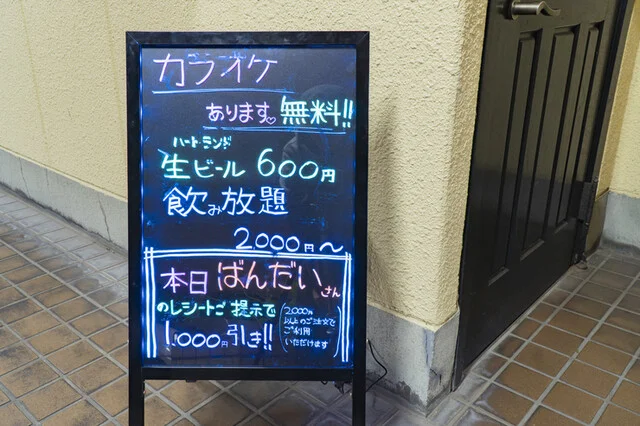 カライケ
あります♡ 無料!!
ハートランド
生ビール 600円
飲み放題
2,000円〜
本日 ばんだいさん
のレシートご提示で
1,000円引き!!
(2,000円
以上のご注文で
ご利用
いただけます)